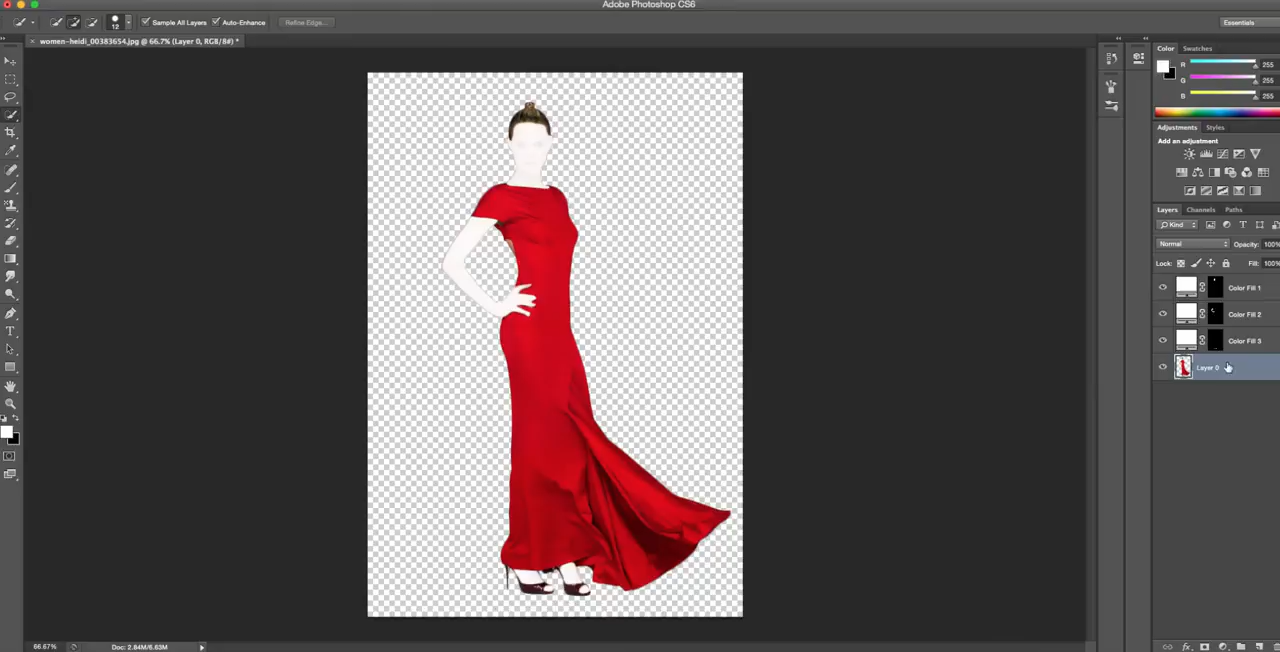 Adobe Photoshop CS6
12 Sample All Layers Auto-Enhance Refine Edge... Essentials
× women-heidi_00383654.jpg @ 66.7% (Layer 0, RGB/8#) *
Color Swatches
R 255
G 255
B 255
Adjustments Styles
Add an adjustment
Layers Channels Paths
Kind
Normal Opacity: 100%
Lock: Fill: 100%
Color Fill 1
Color Fill 2
Color Fill 3
Layer 0
66.67% Doc: 2.84M/6.63M